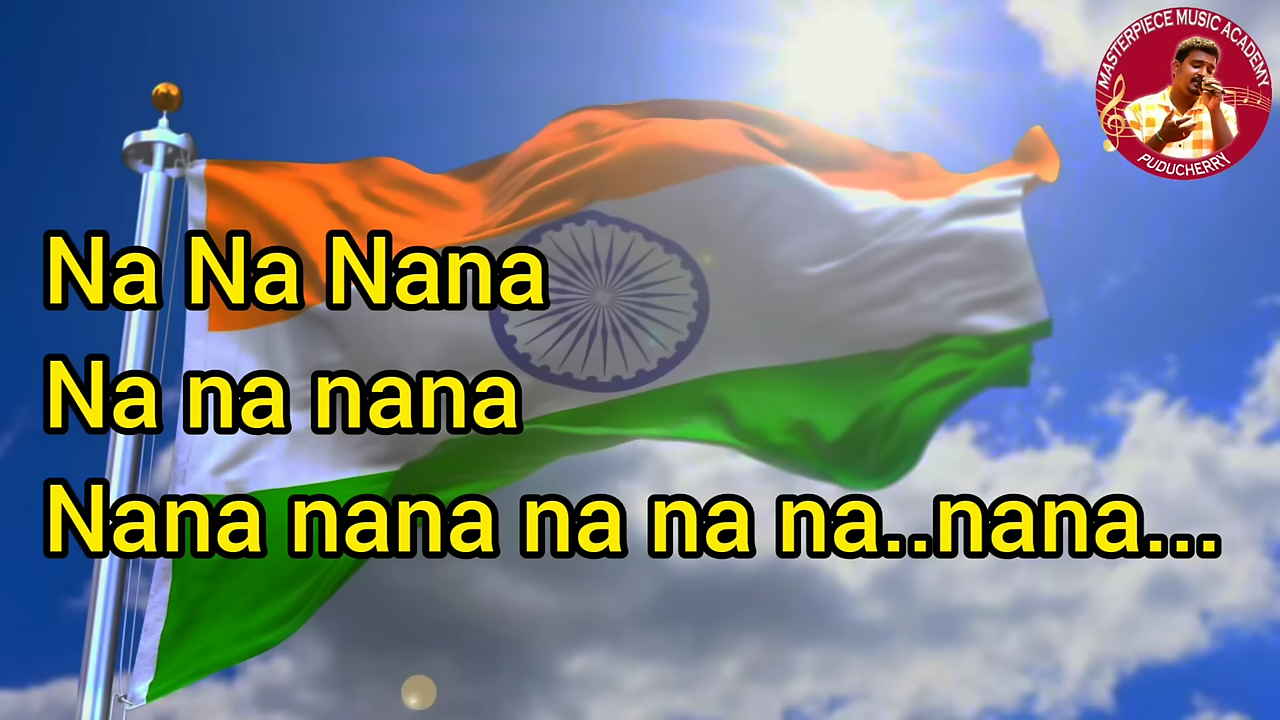 MASTERPIECE MUSIC ACADEMY
PUDUCHERRY
Na Na Nana
Na na nana
Nana nana na na na..nana...